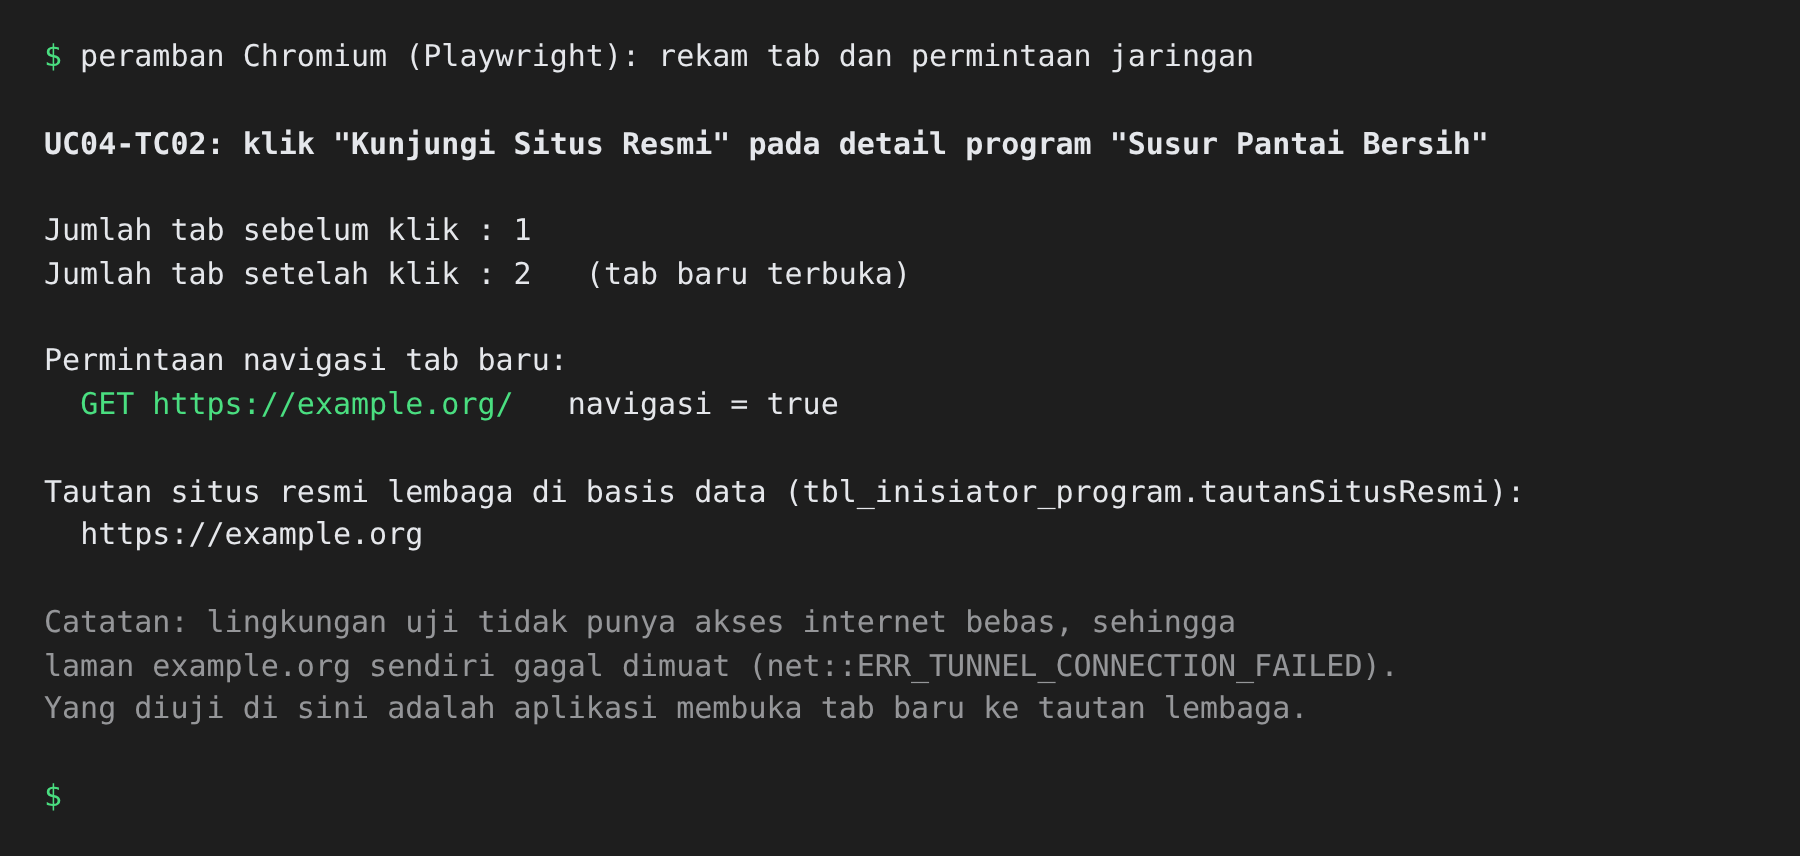 $ peramban Chromium (Playwright): rekam tab dan permintaan jaringan
UC04-TC02: klik "Kunjungi Situs Resmi" pada detail program "Susur Pantai Bersih"
Jumlah tab sebelum klik : 1
Jumlah tab setelah klik : 2   (tab baru terbuka)
Permintaan navigasi tab baru:
GET https://example.org/   navigasi = true
Tautan situs resmi lembaga di basis data (tbl_inisiator_program.tautanSitusResmi):
https://example.org
Catatan: lingkungan uji tidak punya akses internet bebas, sehingga
laman example.org sendiri gagal dimuat (net::ERR_TUNNEL_CONNECTION_FAILED).
Yang diuji di sini adalah aplikasi membuka tab baru ke tautan lembaga.
$